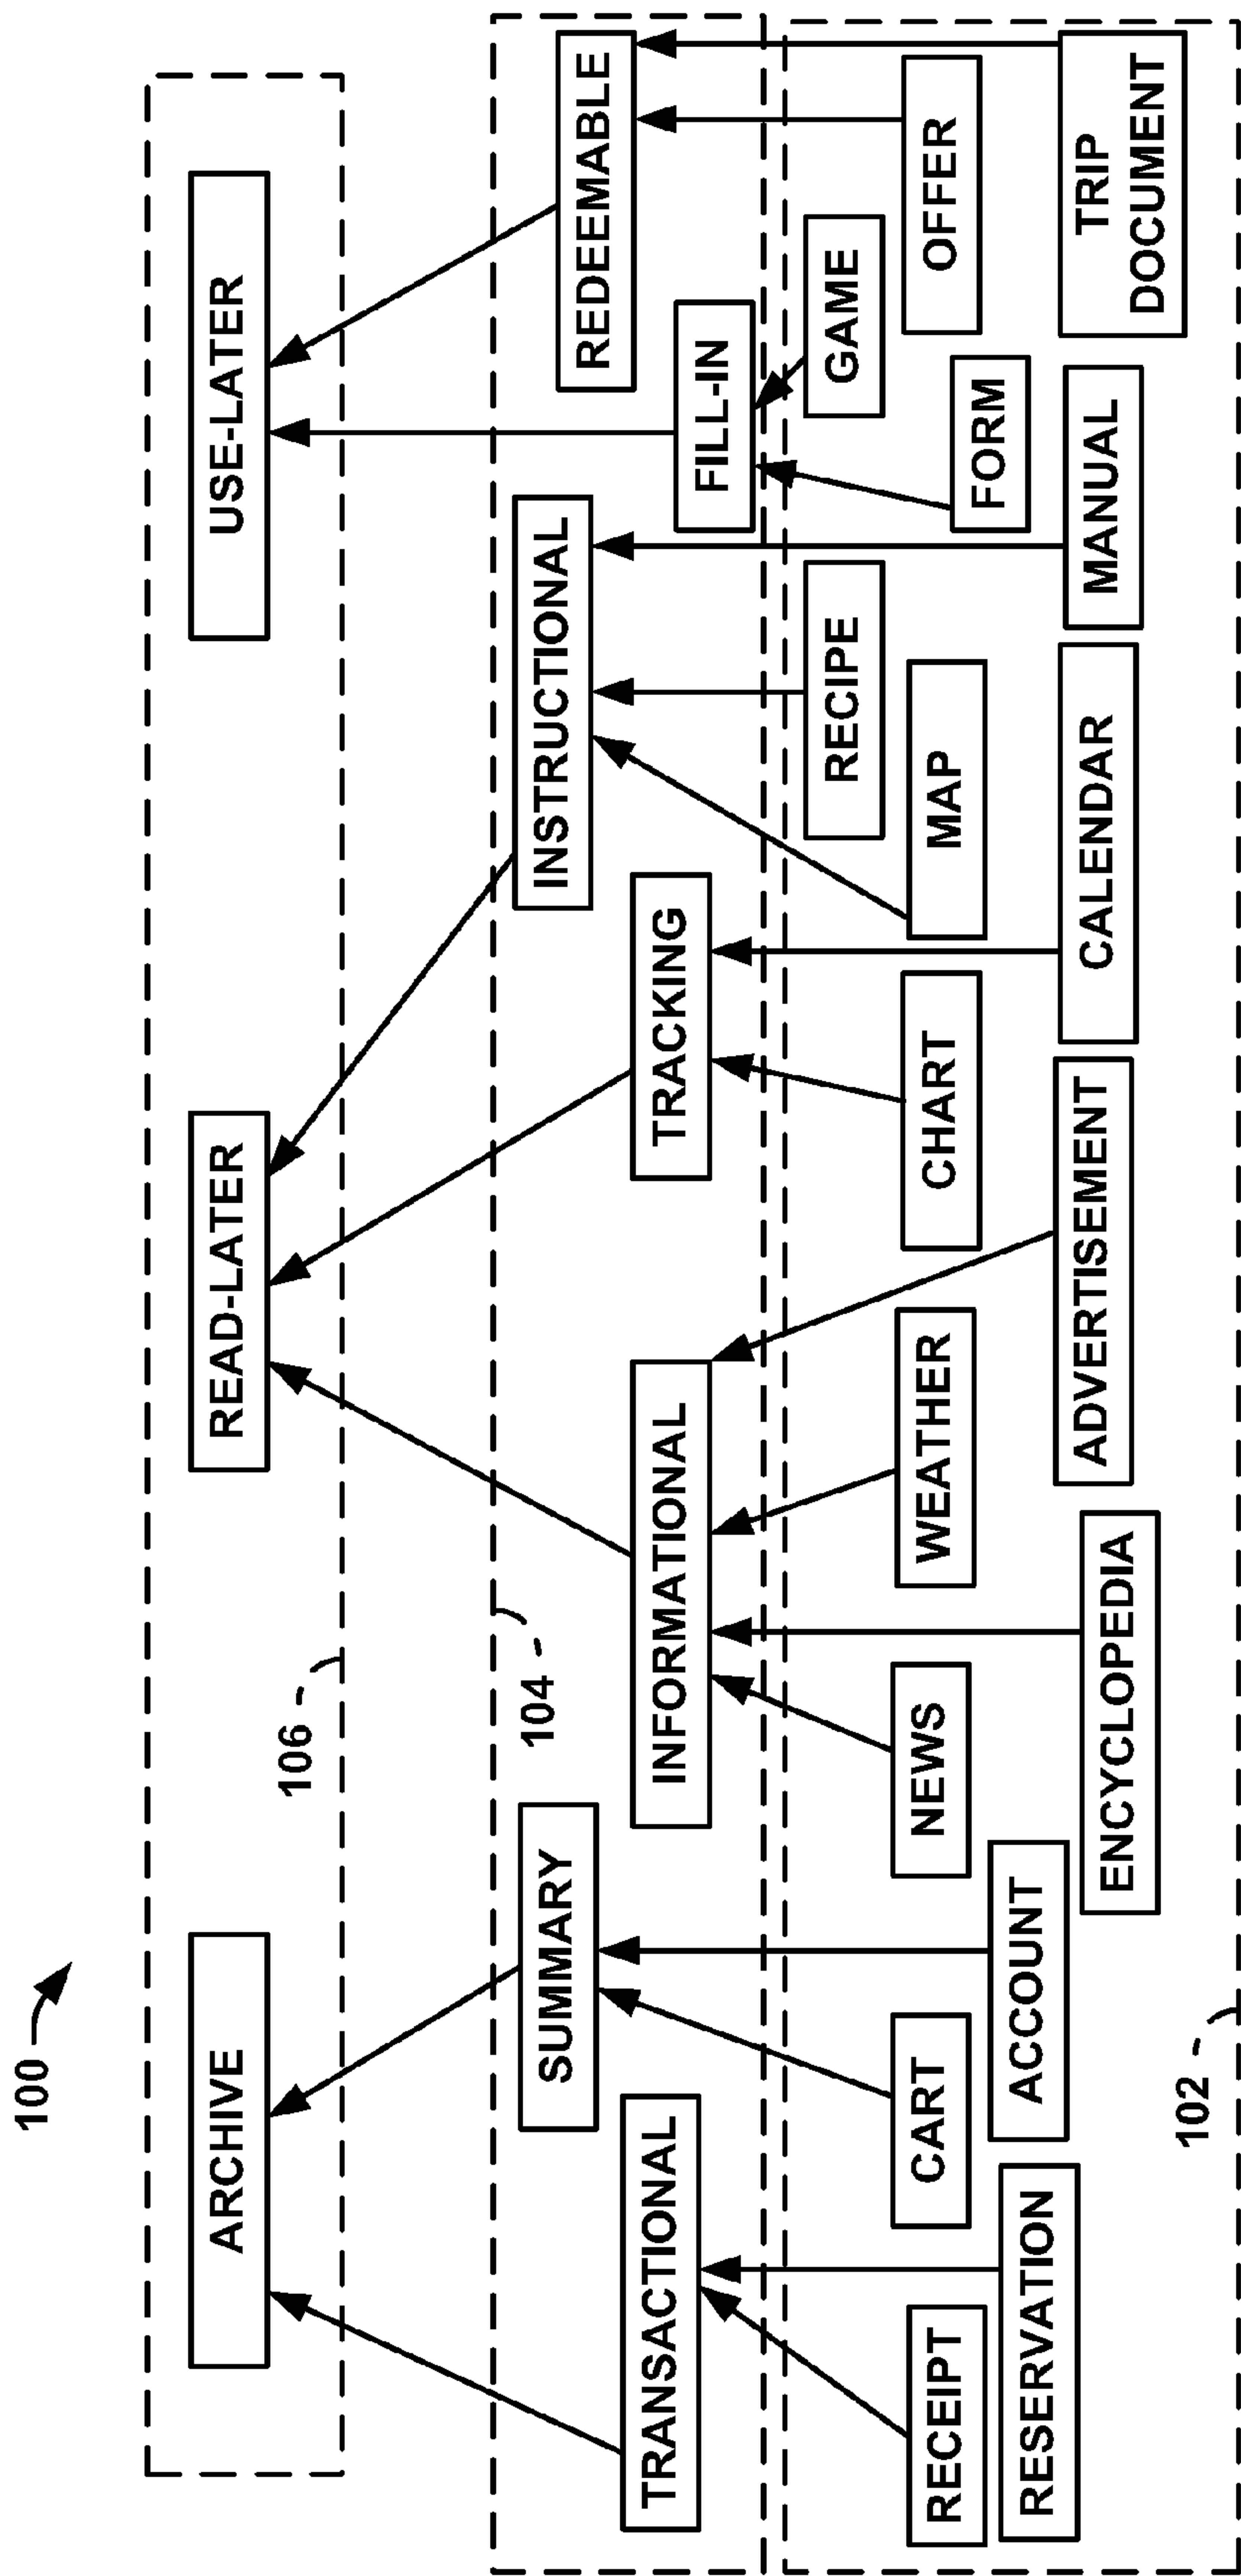 100
106
ARCHIVE
READ-LATER
USE-LATER
104
TRANSACTIONAL
SUMMARY
INFORMATIONAL
TRACKING
INSTRUCTIONAL
FILL-IN
REDEEMABLE
RECEIPT
RESERVATION
CART
ACCOUNT
NEWS
ENCYCLOPEDIA
WEATHER
ADVERTISEMENT
CHART
CALENDAR
MAP
RECIPE
MANUAL
FORM
GAME
OFFER
TRIP
DOCUMENT
102